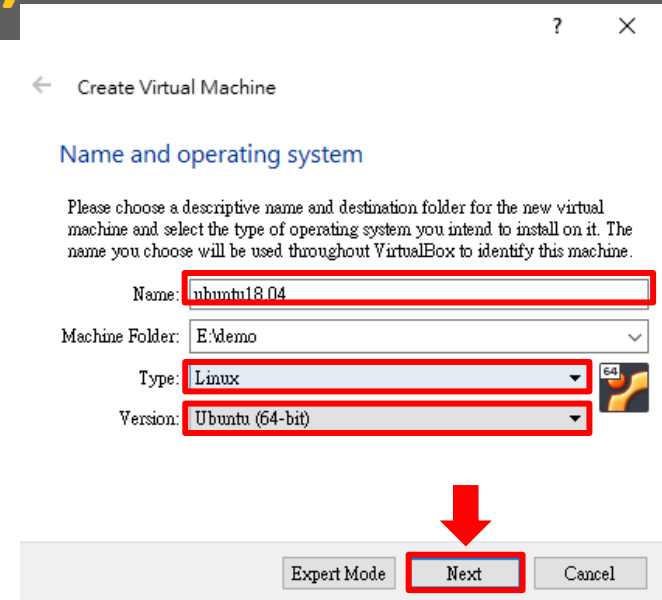 ?
Create Virtual Machine
Name and operating system
Please choose a descriptive name and destination folder for the new virtual
machine and select the type of operating system you intend to install on it. The
name you choose will be used throughout VirtualBox to identify this machine.
Name: ubuntu18.04
Machine Folder: E:\demo
Type: Linux
64
Version: Ubuntu (64-bit)
Expert Mode Next Cancel